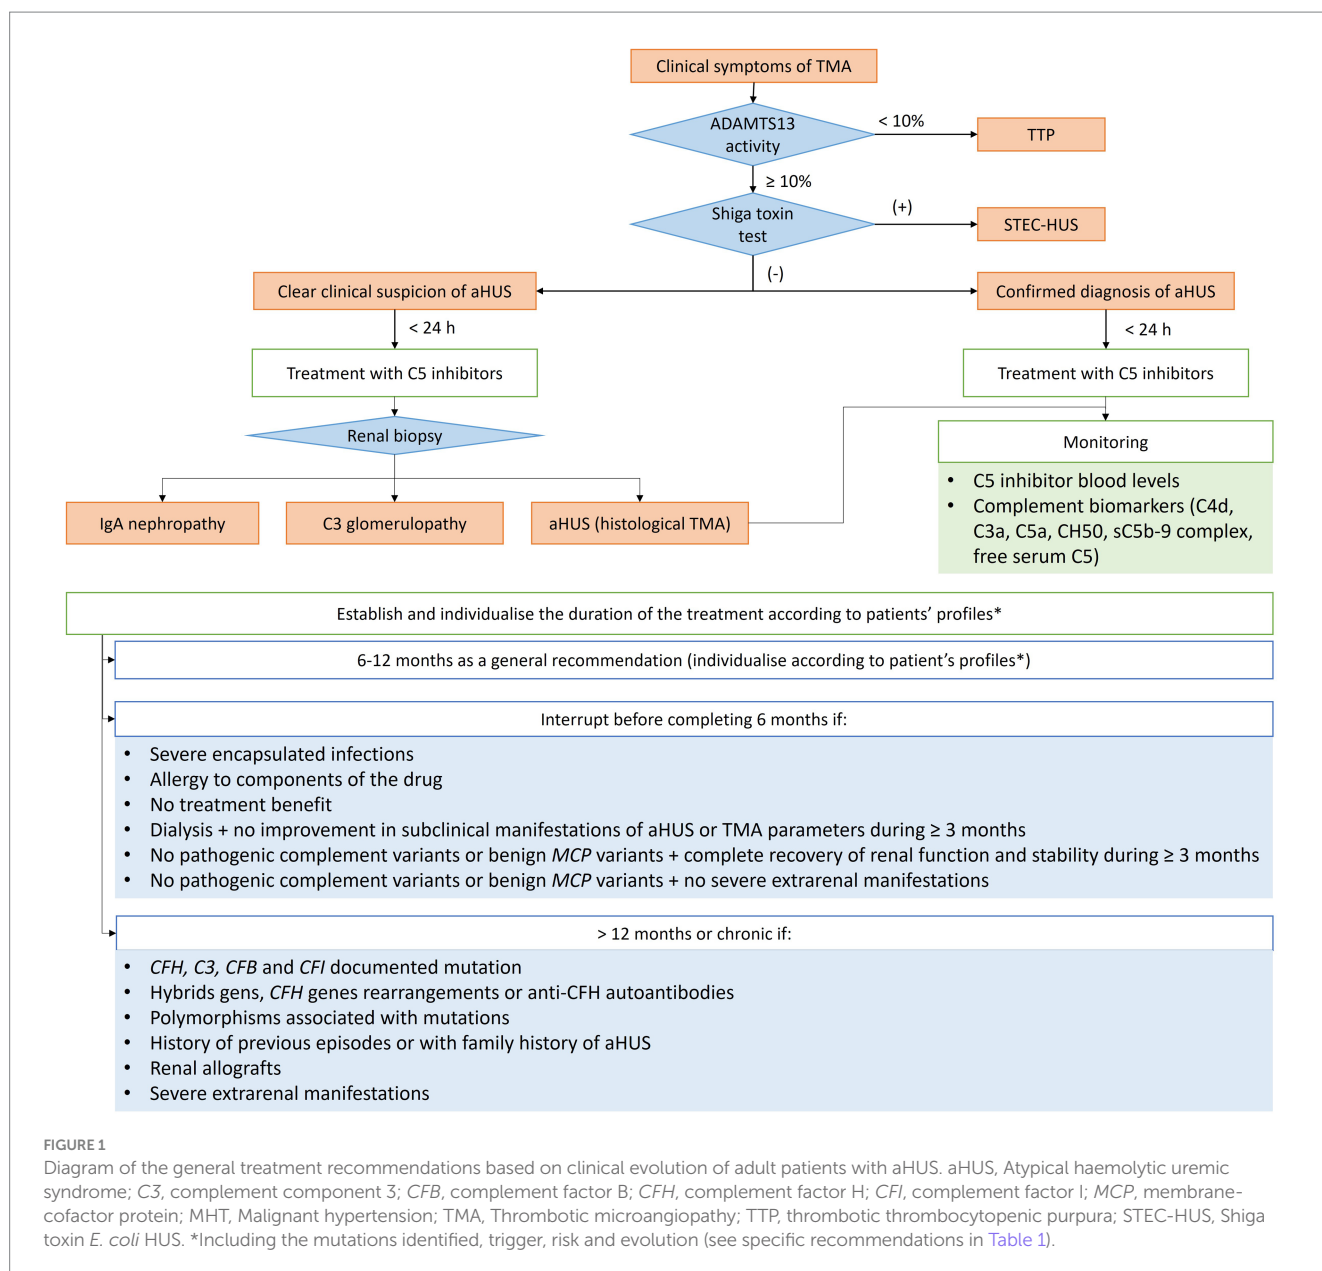 Clinical symptoms of TMA
ADAMTS13
activity
< 10%
TTP
≥ 10%
Shiga toxin
test
(+)
STEC-HUS
(-)
Clear clinical suspicion of aHUS
Confirmed diagnosis of aHUS
< 24 h
< 24 h
Treatment with C5 inhibitors
Treatment with C5 inhibitors
Renal biopsy
Monitoring
• C5 inhibitor blood levels
• Complement biomarkers (C4d,
C3a, C5a, CH50, sC5b-9 complex,
free serum C5)
IgA nephropathy
C3 glomerulopathy
aHUS (histological TMA)
Establish and individualise the duration of the treatment according to patients' profiles*
6-12 months as a general recommendation (individualise according to patient's profiles*)
Interrupt before completing 6 months if:
• Severe encapsulated infections
• Allergy to components of the drug
• No treatment benefit
• Dialysis + no improvement in subclinical manifestations of aHUS or TMA parameters during ≥ 3 months
• No pathogenic complement variants or benign MCP variants + complete recovery of renal function and stability during ≥ 3 months
• No pathogenic complement variants or benign MCP variants + no severe extrarenal manifestations
> 12 months or chronic if:
• CFH, C3, CFB and CFI documented mutation
• Hybrids gens, CFH genes rearrangements or anti-CFH autoantibodies
• Polymorphisms associated with mutations
• History of previous episodes or with family history of aHUS
• Renal allografts
• Severe extrarenal manifestations
FIGURE 1
Diagram of the general treatment recommendations based on clinical evolution of adult patients with aHUS. aHUS, Atypical haemolytic uremic
syndrome; C3, complement component 3; CFB, complement factor B; CFH, complement factor H; CFI, complement factor I; MCP, membrane-
cofactor protein; MHT, Malignant hypertension; TMA, Thrombotic microangiopathy; TTP, thrombotic thrombocytopenic purpura; STEC-HUS, Shiga
toxin E. coli HUS. *Including the mutations identified, trigger, risk and evolution (see specific recommendations in Table 1).